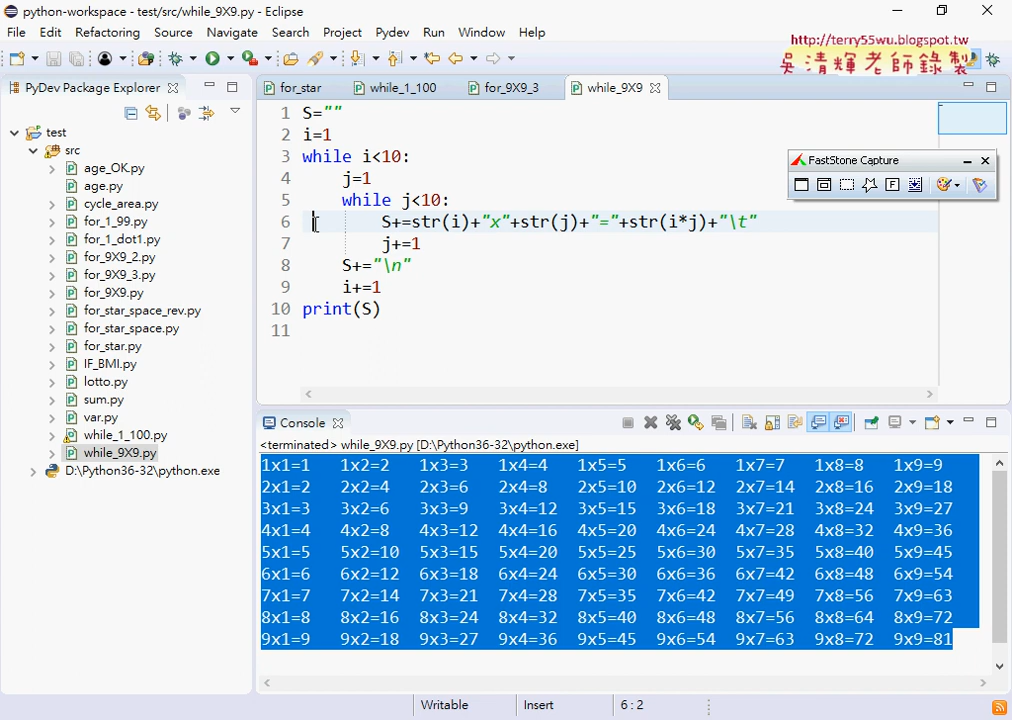 python-workspace - test/src/while_9X9.py - Eclipse
File Edit Refactoring Source Navigate Search Project Pydev Run Window Help
http://terry55wu.blogspot.tw
吳清輝老師錄製
PyDev Package Explorer
for_star while_1_100 for_9X9_3 while_9X9
test
src
age_OK.py
age.py
cycle_area.py
for_1_99.py
for_1_dot1.py
for_9X9_2.py
for_9X9_3.py
for_9X9.py
for_star_space_rev.py
for_star_space.py
for_star.py
IF_BMI.py
lotto.py
sum.py
var.py
while_1_100.py
while_9X9.py
D:\Python36-32\python.exe
1 S=""
2 i=1
3 while i<10:
4 j=1
5 while j<10:
6 S+=str(i)+"x"+str(j)+"="+str(i*j)+"\t"
7 j+=1
8 S+="\n"
9 i+=1
10 print(S)
11
FastStone Capture
Console
<terminated> while_9X9.py [D:\Python36-32\python.exe]
1x1=1 1x2=2 1x3=3 1x4=4 1x5=5 1x6=6 1x7=7 1x8=8 1x9=9
2x1=2 2x2=4 2x3=6 2x4=8 2x5=10 2x6=12 2x7=14 2x8=16 2x9=18
3x1=3 3x2=6 3x3=9 3x4=12 3x5=15 3x6=18 3x7=21 3x8=24 3x9=27
4x1=4 4x2=8 4x3=12 4x4=16 4x5=20 4x6=24 4x7=28 4x8=32 4x9=36
5x1=5 5x2=10 5x3=15 5x4=20 5x5=25 5x6=30 5x7=35 5x8=40 5x9=45
6x1=6 6x2=12 6x3=18 6x4=24 6x5=30 6x6=36 6x7=42 6x8=48 6x9=54
7x1=7 7x2=14 7x3=21 7x4=28 7x5=35 7x6=42 7x7=49 7x8=56 7x9=63
8x1=8 8x2=16 8x3=24 8x4=32 8x5=40 8x6=48 8x7=56 8x8=64 8x9=72
9x1=9 9x2=18 9x3=27 9x4=36 9x5=45 9x6=54 9x7=63 9x8=72 9x9=81
Writable Insert 6 : 2